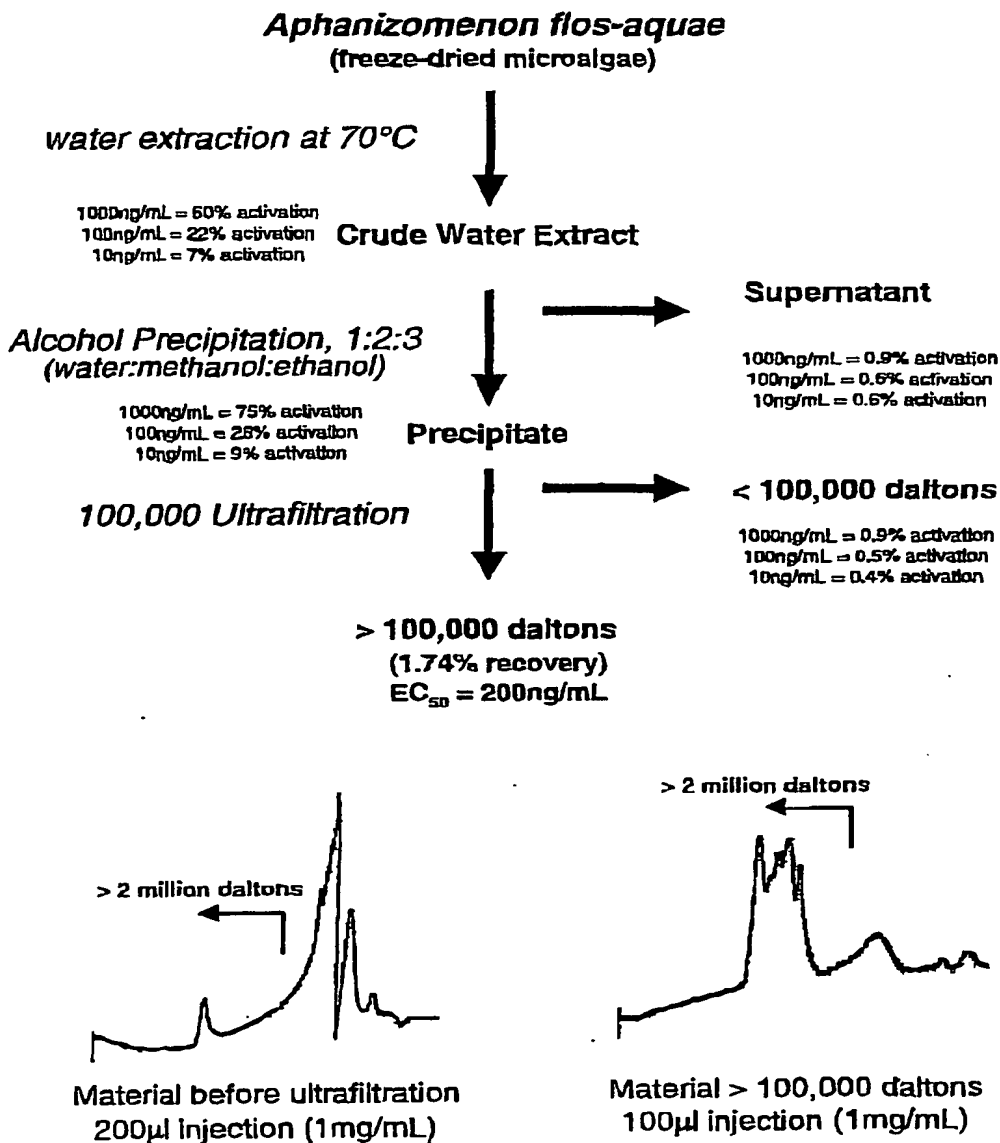 Aphanizomenon flos-aquae
(freeze-dried microalgae)
water extraction at 70°C
1000ng/mL = 60% activation
100ng/mL = 22% activation
10ng/mL = 7% activation
Crude Water Extract
Supernatant
1000ng/mL = 0.9% activation
100ng/mL = 0.6% activation
10ng/mL = 0.6% activation
Alcohol Precipitation, 1:2:3
(water:methanol:ethanol)
1000ng/mL = 75% activation
100ng/mL = 28% activation
10ng/mL = 9% activation
Precipitate
< 100,000 daltons
1000ng/mL = 0.9% activation
100ng/mL = 0.5% activation
10ng/mL = 0.4% activation
100,000 Ultrafiltration
> 100,000 daltons
(1.74% recovery)
EC50 = 200ng/mL
> 2 million daltons
> 2 million daltons
Material before ultrafiltration
200µl injection (1mg/mL)
Material > 100,000 daltons
100µl injection (1mg/mL)